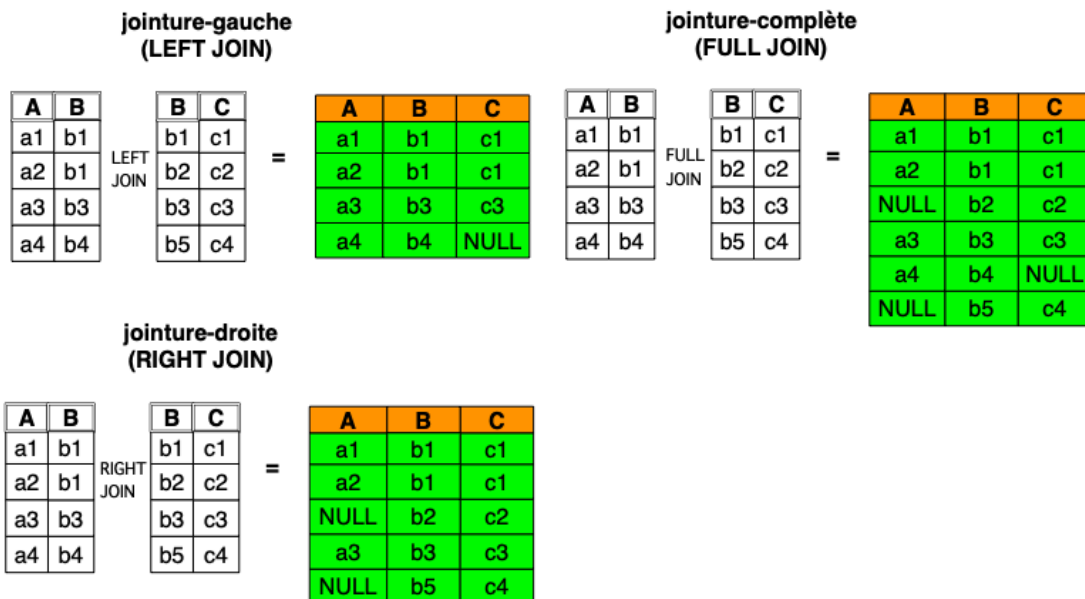 jointure-gauche
(LEFT JOIN)
A B
a1 b1
a2 b1
a3 b3
a4 b4
LEFT
JOIN
B C
b1 c1
b2 c2
b3 c3
b5 c4
=
A B C
a1 b1 c1
a2 b1 c1
a3 b3 c3
a4 b4 NULL
jointure-complète
(FULL JOIN)
A B
a1 b1
a2 b1
a3 b3
a4 b4
FULL
JOIN
B C
b1 c1
b2 c2
b3 c3
b5 c4
=
A B C
a1 b1 c1
a2 b1 c1
NULL b2 c2
a3 b3 c3
a4 b4 NULL
NULL b5 c4
jointure-droite
(RIGHT JOIN)
A B
a1 b1
a2 b1
a3 b3
a4 b4
RIGHT
JOIN
B C
b1 c1
b2 c2
b3 c3
b5 c4
=
A B C
a1 b1 c1
a2 b1 c1
NULL b2 c2
a3 b3 c3
NULL b5 c4